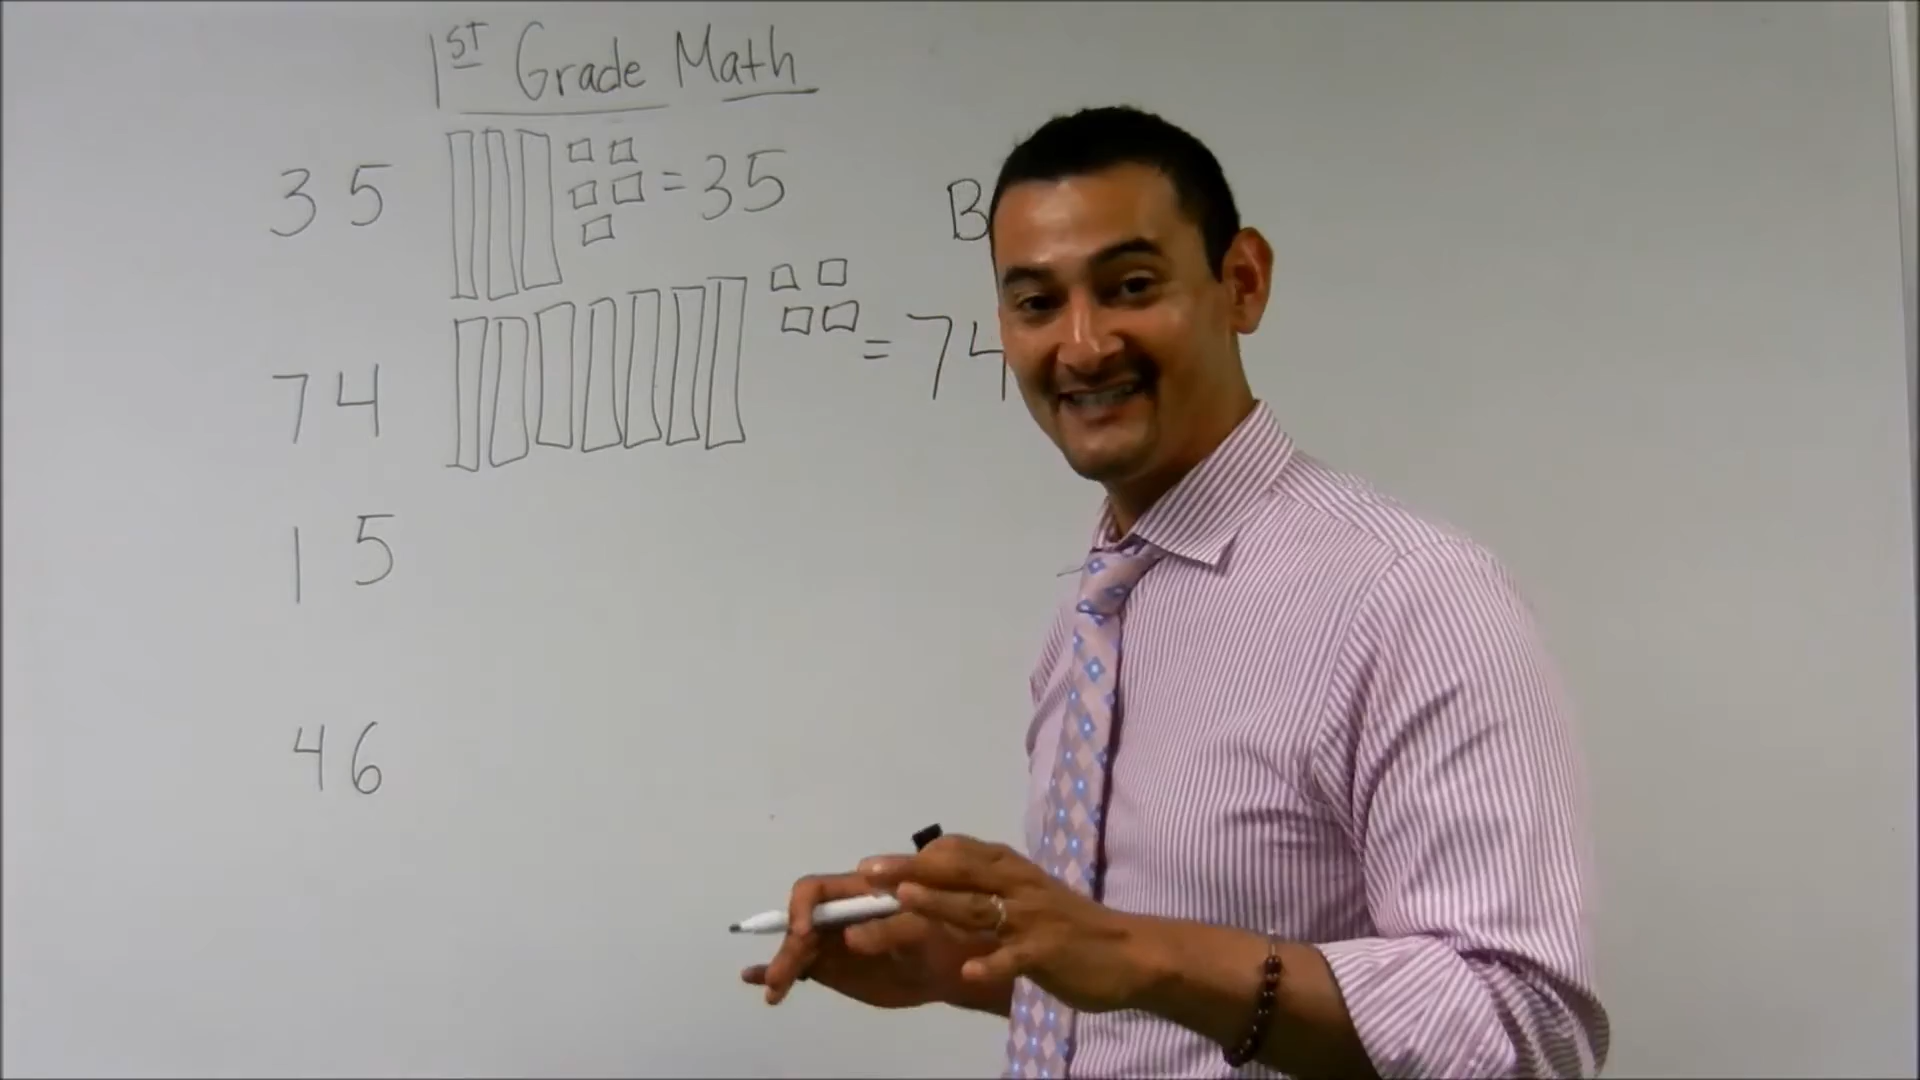 1ST Grade Math
35 = 35
B
74 = 74
15
46